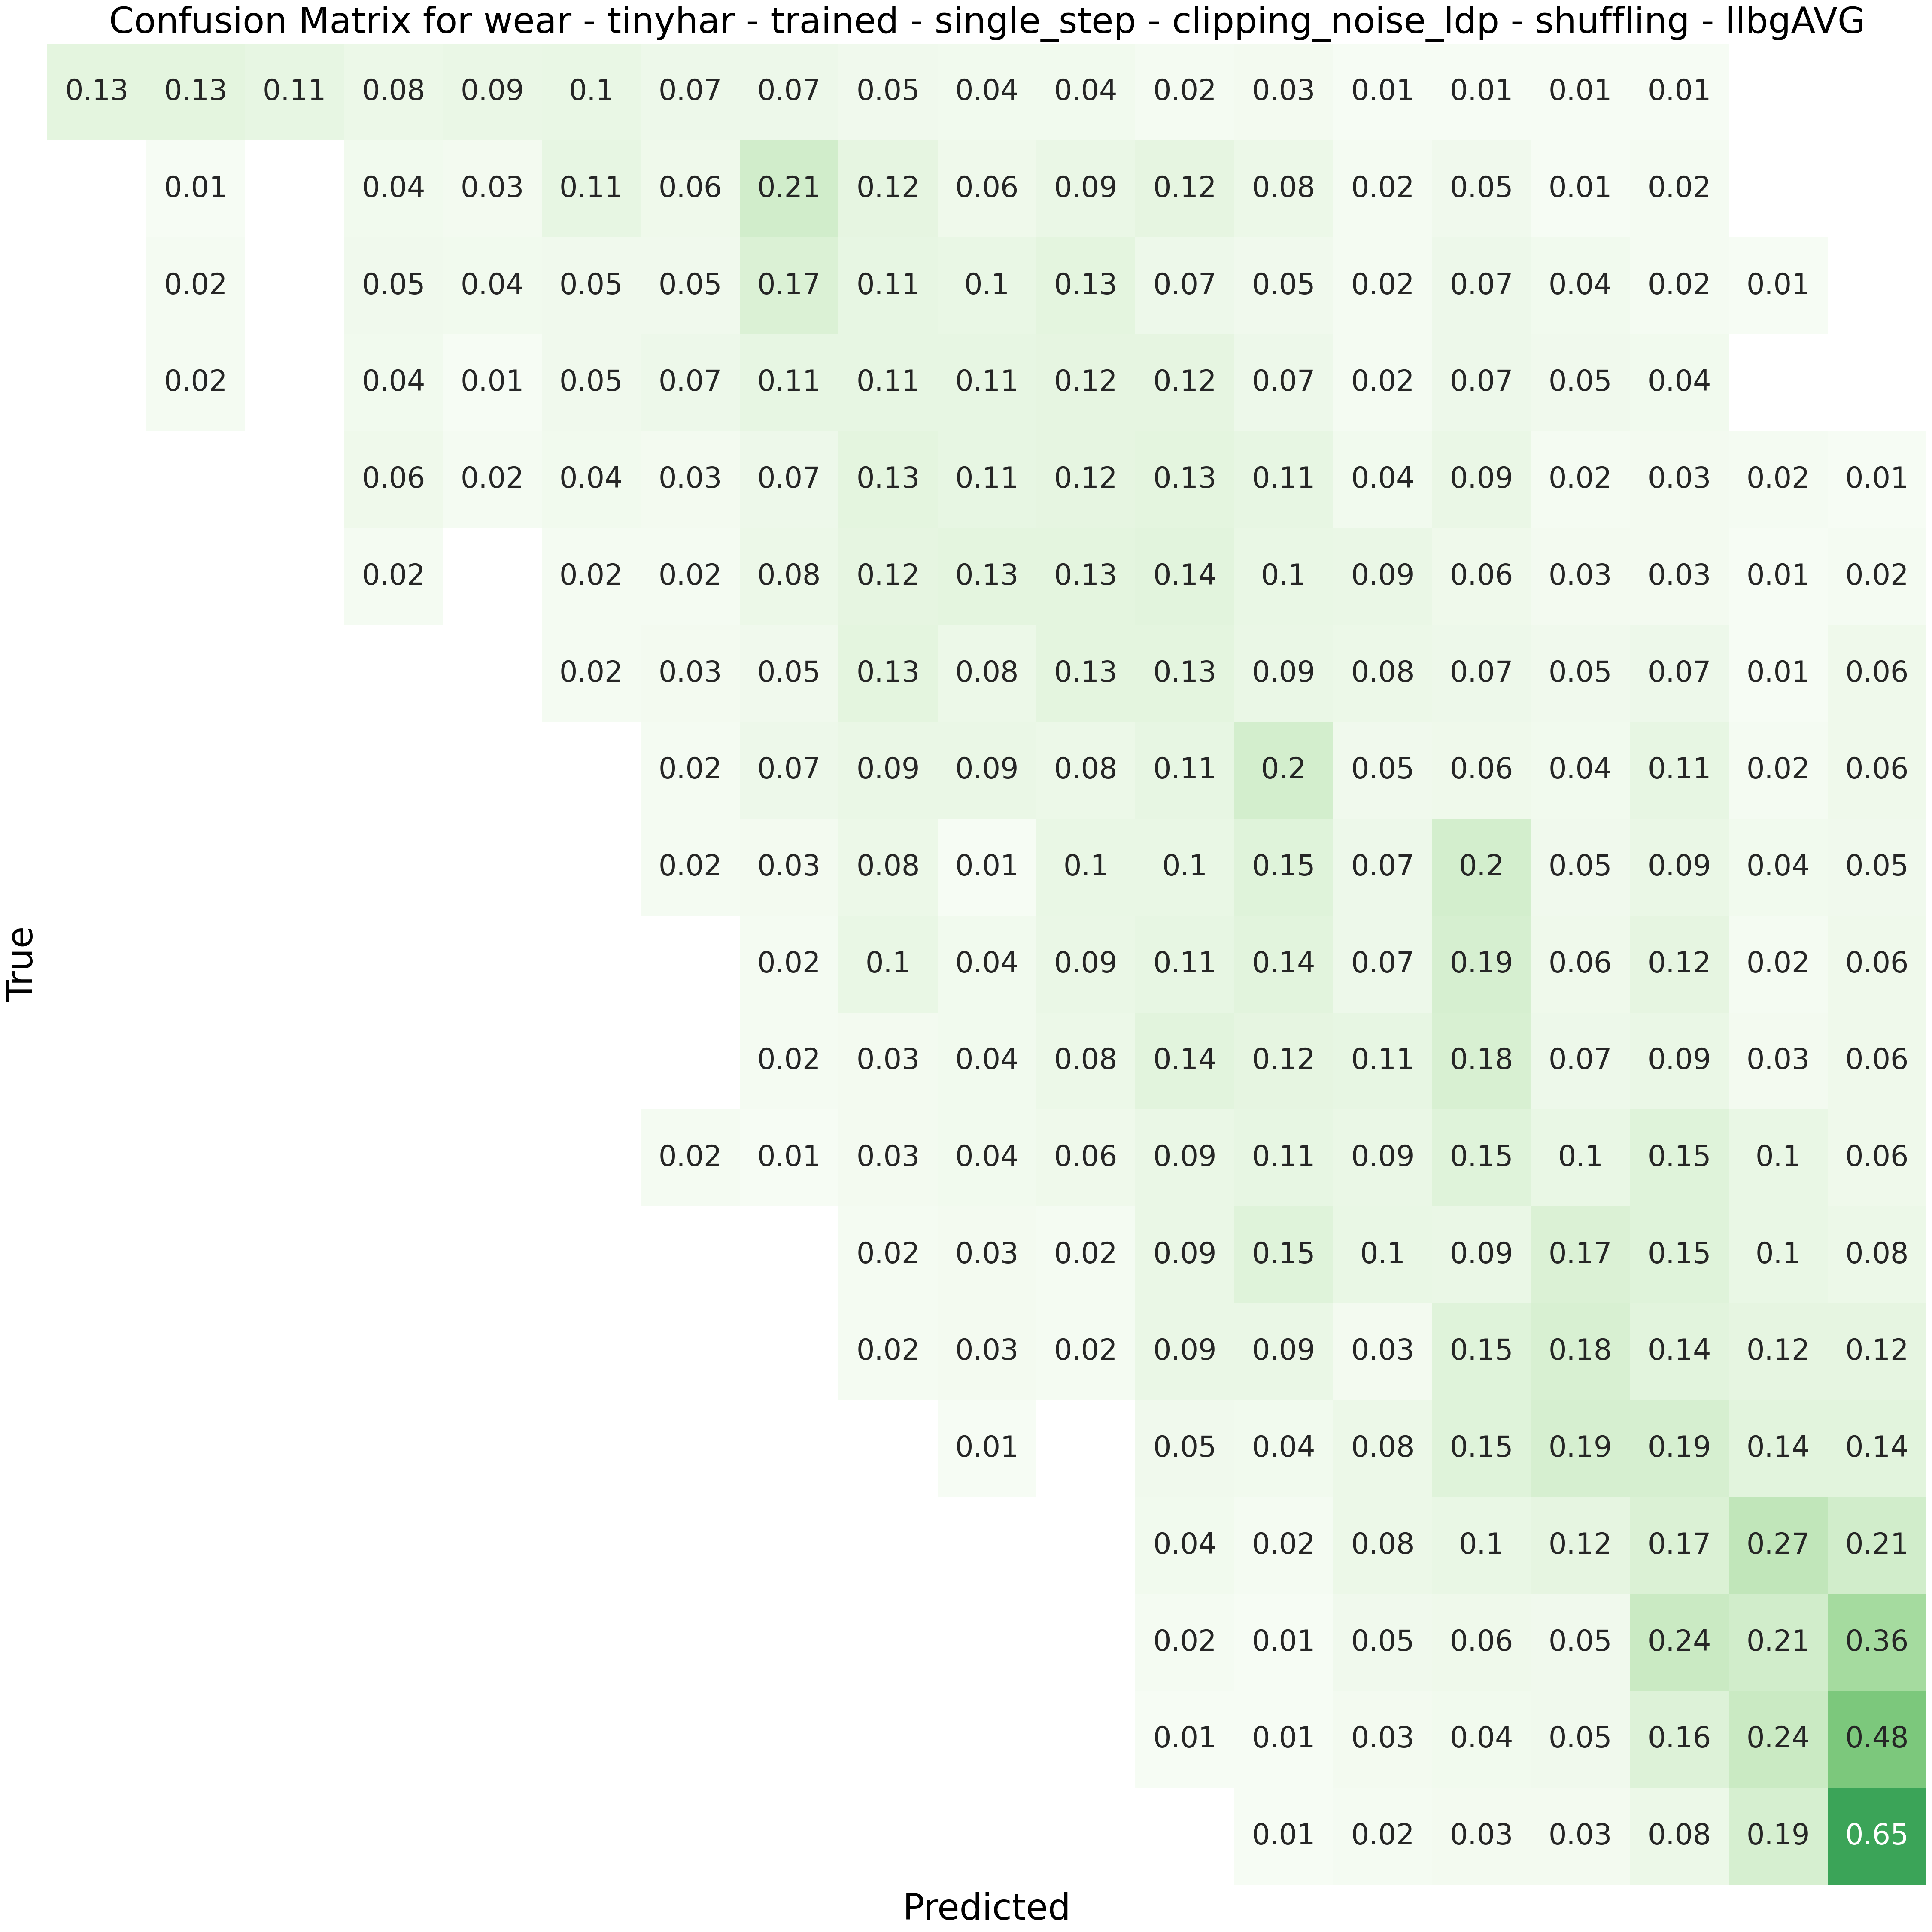 Confusion Matrix for wear - tinyhar - trained - single_step - clipping_noise_ldp - shuffling - llbgAVG
0.13 0.13 0.11 0.08 0.09 0.1 0.07 0.07 0.05 0.04 0.04 0.02 0.03 0.01 0.01 0.01 0.01
0.01 0.04 0.03 0.11 0.06 0.21 0.12 0.06 0.09 0.12 0.08 0.02 0.05 0.01 0.02
0.02 0.05 0.04 0.05 0.05 0.17 0.11 0.1 0.13 0.07 0.05 0.02 0.07 0.04 0.02 0.01
0.02 0.04 0.01 0.05 0.07 0.11 0.11 0.11 0.12 0.12 0.07 0.02 0.07 0.05 0.04
0.06 0.02 0.04 0.03 0.07 0.13 0.11 0.12 0.13 0.11 0.04 0.09 0.02 0.03 0.02 0.01
0.02 0.02 0.02 0.08 0.12 0.13 0.13 0.14 0.1 0.09 0.06 0.03 0.03 0.01 0.02
0.02 0.03 0.05 0.13 0.08 0.13 0.13 0.09 0.08 0.07 0.05 0.07 0.01 0.06
0.02 0.07 0.09 0.09 0.08 0.11 0.2 0.05 0.06 0.04 0.11 0.02 0.06
0.02 0.03 0.08 0.01 0.1 0.1 0.15 0.07 0.2 0.05 0.09 0.04 0.05
0.02 0.1 0.04 0.09 0.11 0.14 0.07 0.19 0.06 0.12 0.02 0.06
0.02 0.03 0.04 0.08 0.14 0.12 0.11 0.18 0.07 0.09 0.03 0.06
0.02 0.01 0.03 0.04 0.06 0.09 0.11 0.09 0.15 0.1 0.15 0.1 0.06
0.02 0.03 0.02 0.09 0.15 0.1 0.09 0.17 0.15 0.1 0.08
0.02 0.03 0.02 0.09 0.09 0.03 0.15 0.18 0.14 0.12 0.12
0.01 0.05 0.04 0.08 0.15 0.19 0.19 0.14 0.14
0.04 0.02 0.08 0.1 0.12 0.17 0.27 0.21
0.02 0.01 0.05 0.06 0.05 0.24 0.21 0.36
0.01 0.01 0.03 0.04 0.05 0.16 0.24 0.48
0.01 0.02 0.03 0.03 0.08 0.19 0.65
True
Predicted